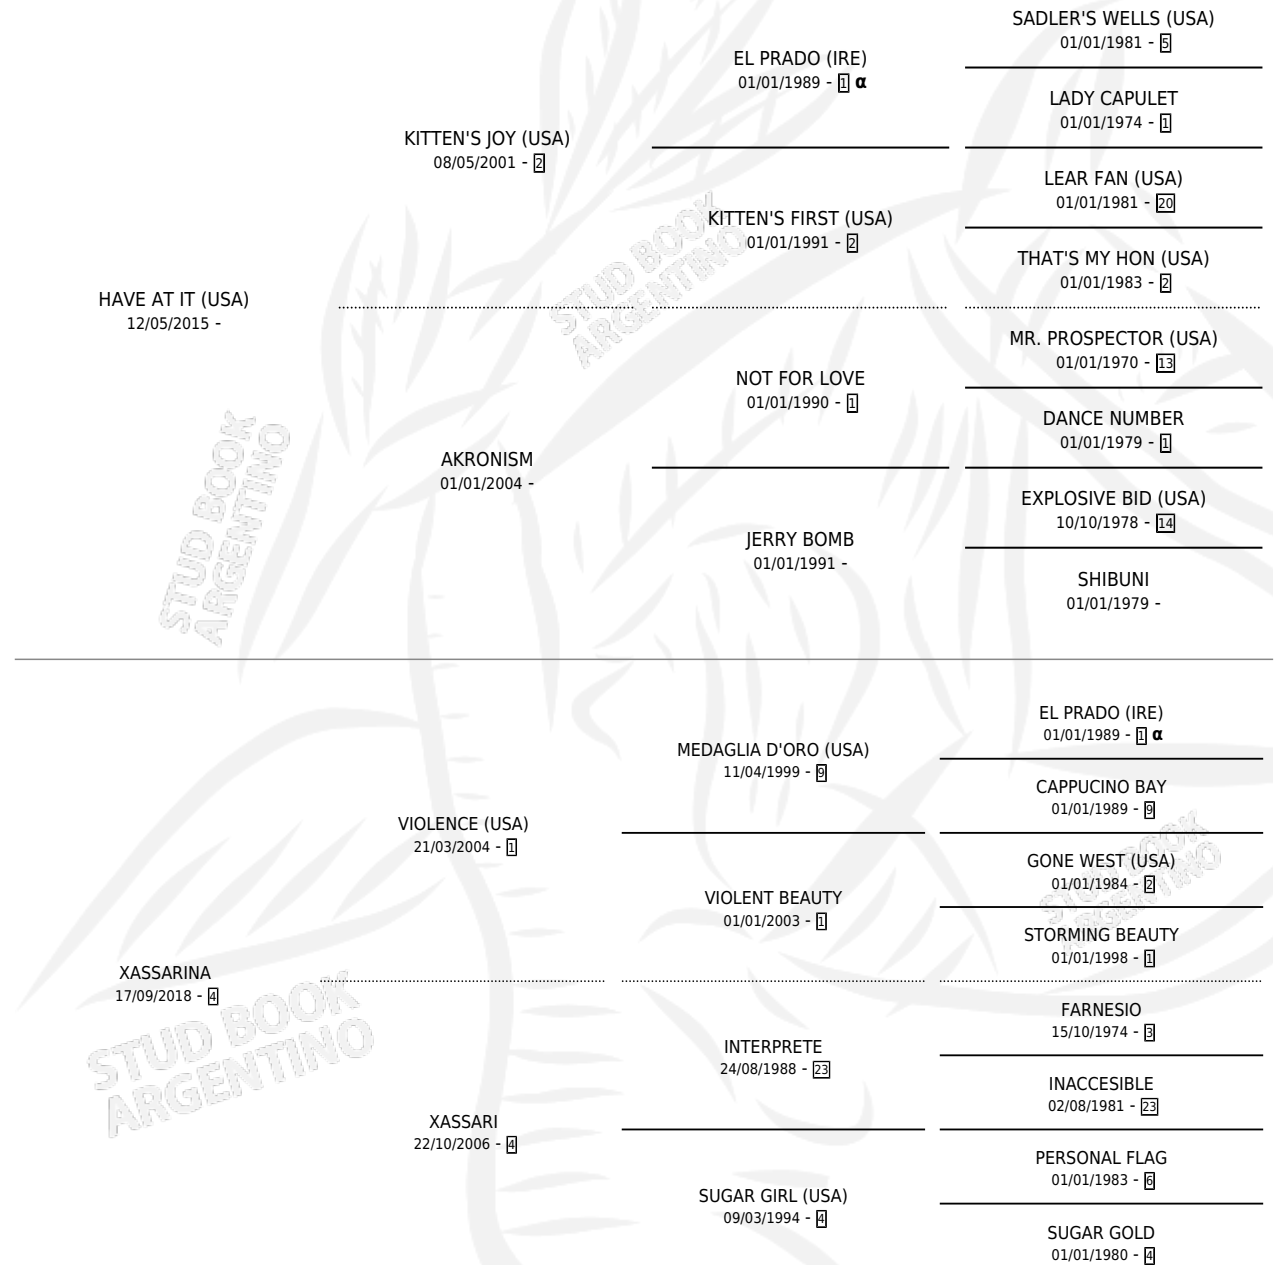 SADLER'S WELLS (USA)
01/01/1981 - 5
EL PRADO (IRE)
01/01/1989 - 1 α
LADY CAPULET
01/01/1974 - 1
KITTEN'S JOY (USA)
08/05/2001 - 2
LEAR FAN (USA)
01/01/1981 - 20
KITTEN'S FIRST (USA)
01/01/1991 - 2
THAT'S MY HON (USA)
01/01/1983 - 2
HAVE AT IT (USA)
12/05/2015 -
MR. PROSPECTOR (USA)
01/01/1970 - 13
NOT FOR LOVE
01/01/1990 - 1
DANCE NUMBER
01/01/1979 - 1
AKRONISM
01/01/2004 -
EXPLOSIVE BID (USA)
10/10/1978 - 14
JERRY BOMB
01/01/1991 -
SHIBUNI
01/01/1979 -
EL PRADO (IRE)
01/01/1989 - 1 α
MEDAGLIA D'ORO (USA)
11/04/1999 - 9
CAPPUCINO BAY
01/01/1989 - 9
VIOLENCE (USA)
21/03/2004 - 1
GONE WEST (USA)
01/01/1984 - 2
VIOLENT BEAUTY
01/01/2003 - 1
STORMING BEAUTY
01/01/1998 - 1
XASSARINA
17/09/2018 - 4
FARNESIO
15/10/1974 - 3
INTERPRETE
24/08/1988 - 23
INACCESIBLE
02/08/1981 - 23
XASSARI
22/10/2006 - 4
PERSONAL FLAG
01/01/1983 - 6
SUGAR GIRL (USA)
09/03/1994 - 4
SUGAR GOLD
01/01/1980 - 4
STUD BOOK
ARGENTINO
STUD BOOK
ARGENTINO
STUD BOOK
ARGENTINO
STUD BOOK
ARGENTINO